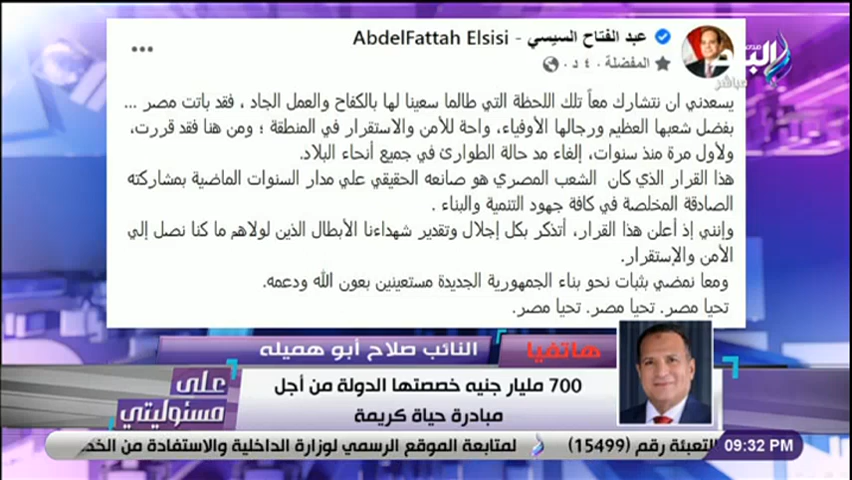 عبد الفتاح السيسي - AbdelFattah Elsisi
المفضلة · ٤ د ·
صدى
البلد
مباشر
يسعدني ان نتشارك معاً تلك اللحظة التي طالما سعينا لها بالكفاح والعمل الجاد ، فقد باتت مصر ...
بفضل شعبها العظيم ورجالها الأوفياء، واحة للأمن والاستقرار في المنطقة ؛ ومن هنا فقد قررت،
ولأول مرة منذ سنوات، إلغاء مد حالة الطوارئ في جميع أنحاء البلاد.
هذا القرار الذي كان الشعب المصري هو صانعه الحقيقي علي مدار السنوات الماضية بمشاركته
الصادقة المخلصة في كافة جهود التنمية والبناء .
وإنني إذ أعلن هذا القرار، أتذكر بكل إجلال وتقدير شهداءنا الأبطال الذين لولاهم ما كنا نصل إلي
الأمن والإستقرار.
ومعا نمضي بثبات نحو بناء الجمهورية الجديدة مستعينين بعون الله ودعمه.
تحيا مصر. تحيا مصر. تحيا مصر.
هاتفيا النائب صلاح أبو هميله
700 مليار جنيه خصصتها الدولة من أجل
مبادرة حياة كريمة
على
مسئوليتي
09:32 PM
التعبئة رقم (15499) لمتابعة الموقع الرسمي لوزارة الداخلية والاستفادة من الخد